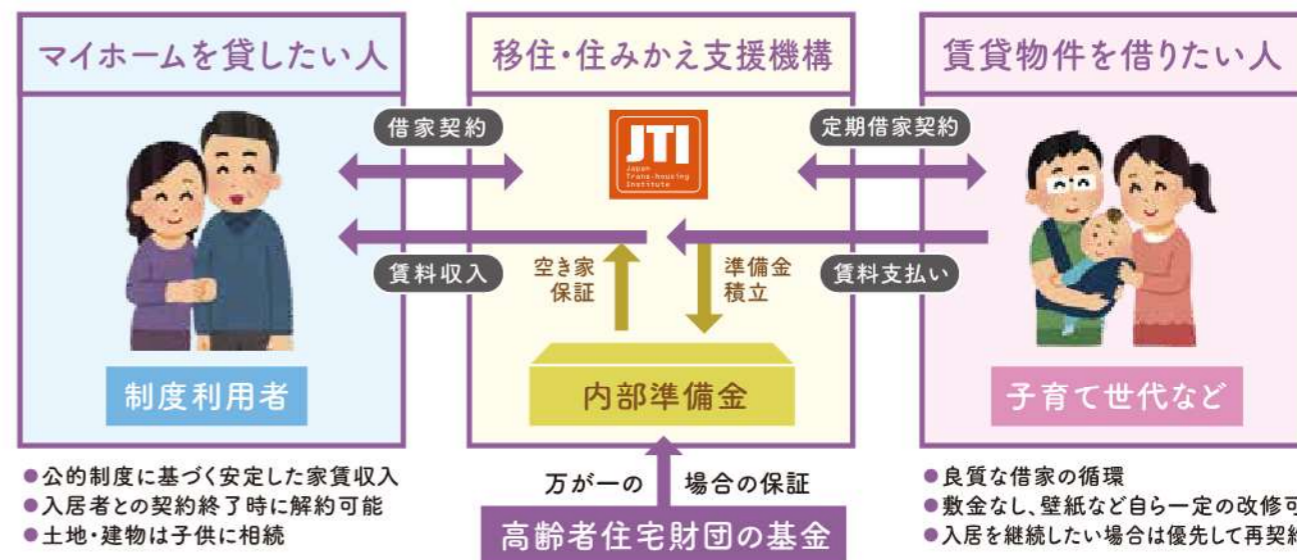 マイホームを貸したい人
移住・住みかえ支援機構
賃貸物件を借りたい人
借家契約
定期借家契約
JTI
Japan
Trans-housing
Institute
賃料収入
空き家
保証
準備金
積立
賃料支払い
制度利用者
内部準備金
子育て世代など
●公的制度に基づく安定した家賃収入
●入居者との契約終了時に解約可能
●土地・建物は子供に相続
万が一の 場合の保証
高齢者住宅財団の基金
●良質な借家の循環
●敷金なし、壁紙など自ら一定の改修可
●入居を継続したい場合は優先して再契約